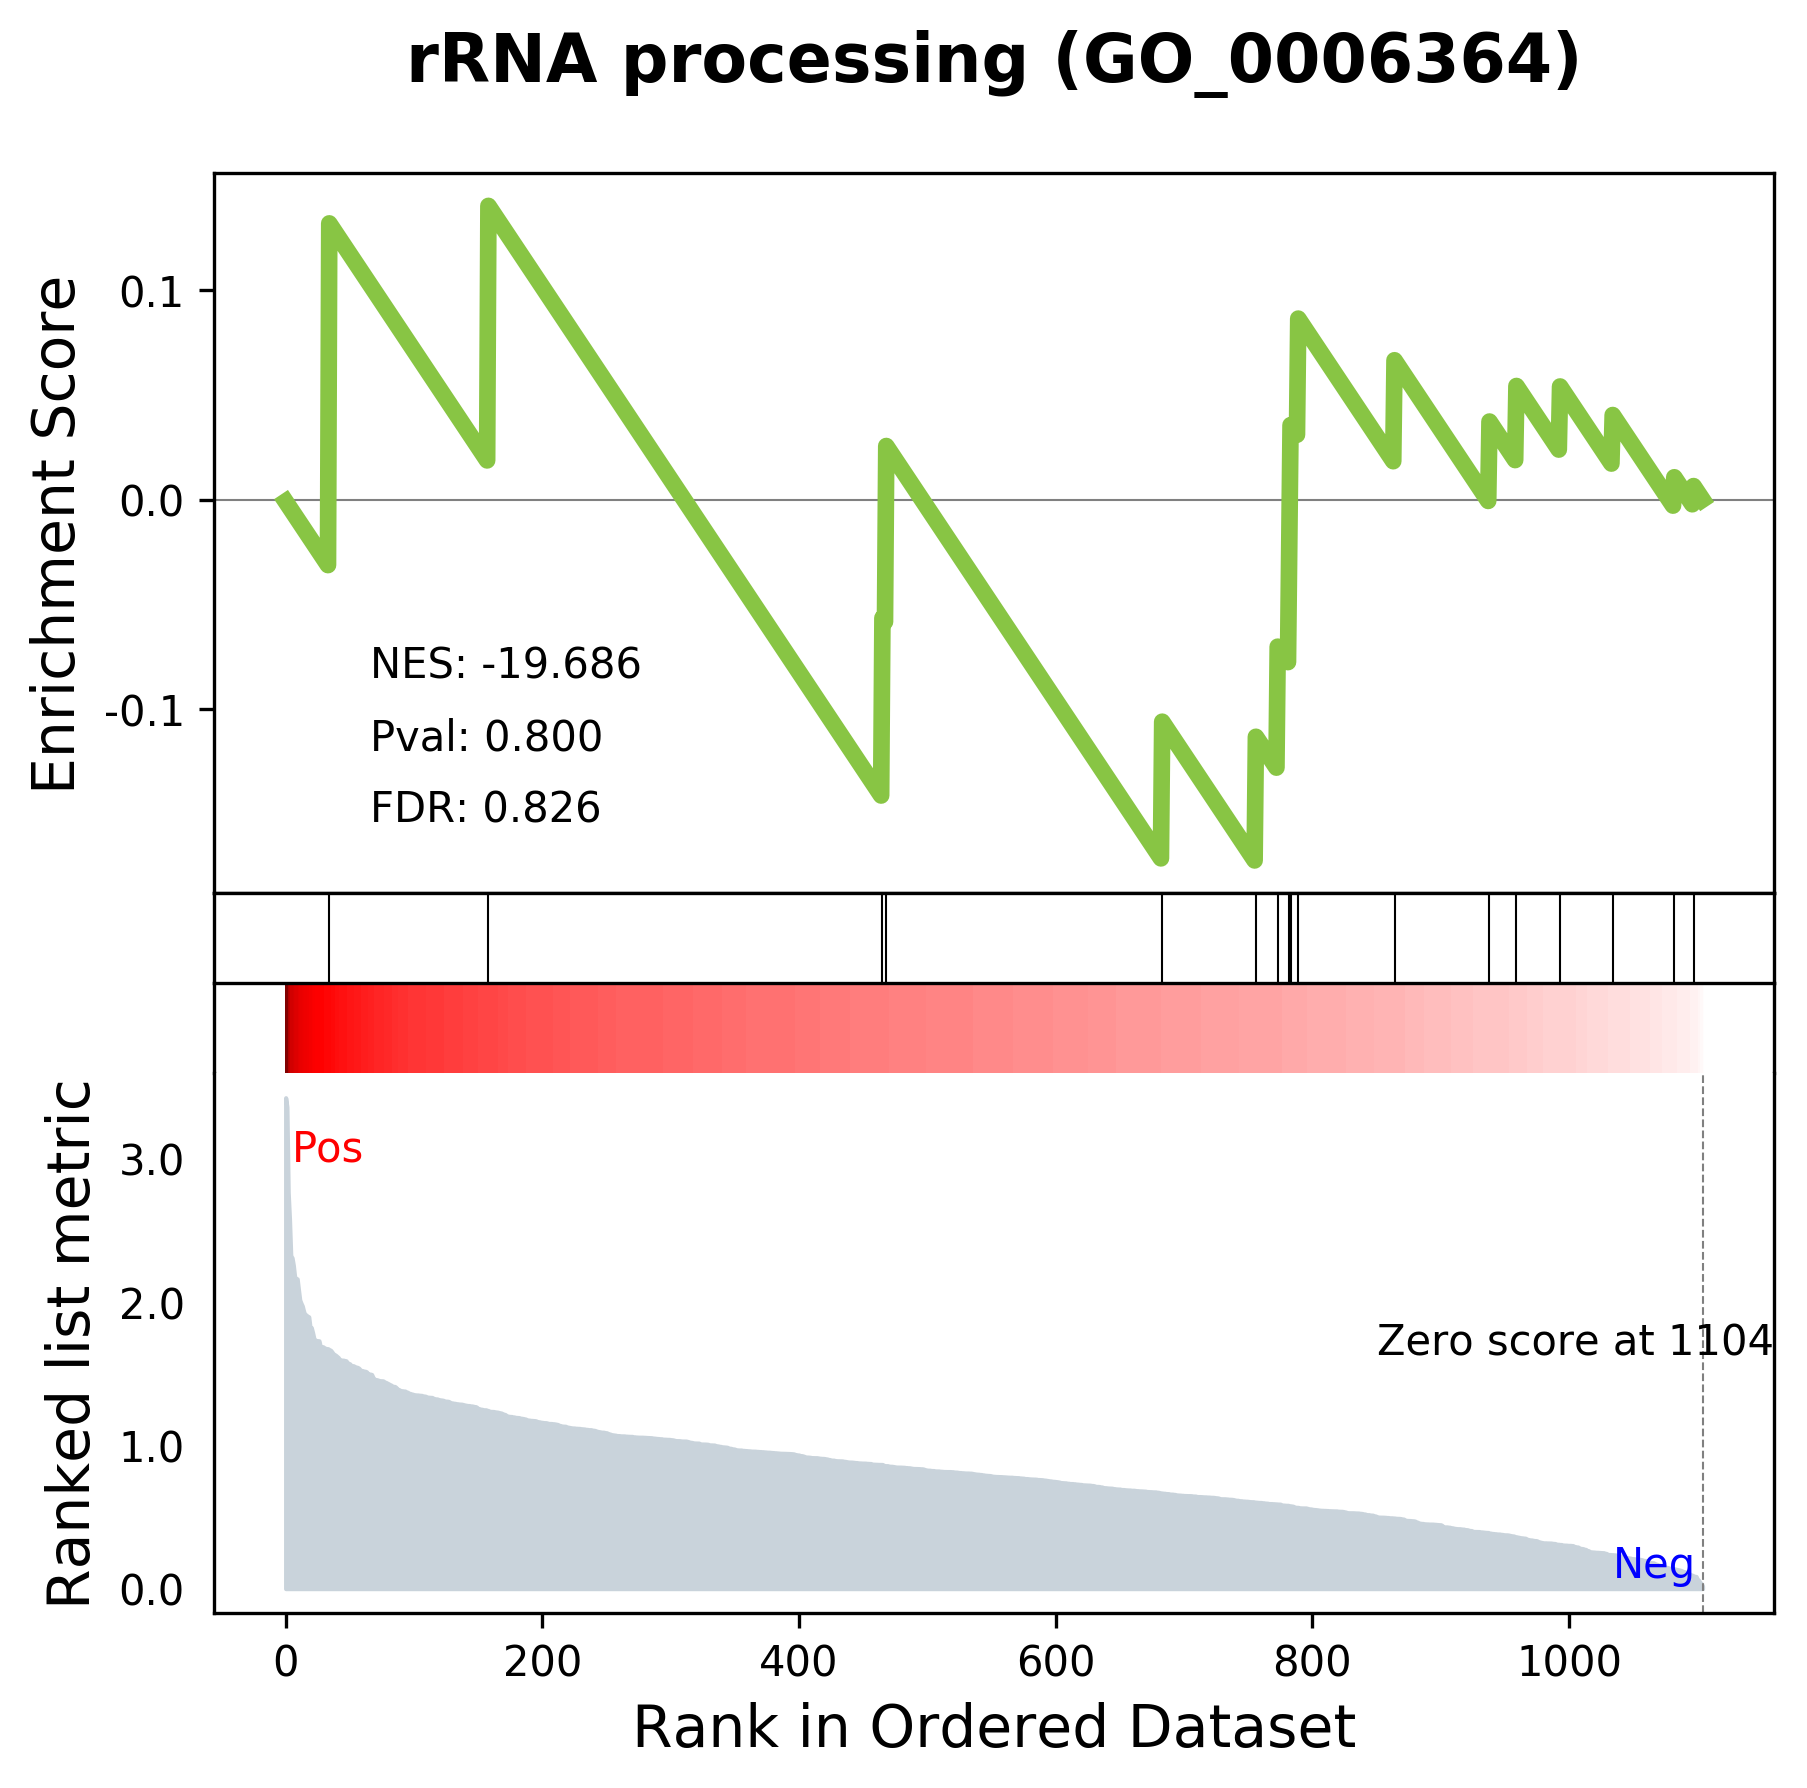 rRNA processing (GO_0006364)
Enrichment Score
0.1
0.0
-0.1
NES: -19.686
Pval: 0.800
FDR: 0.826
Ranked list metric
3.0
2.0
1.0
0.0
Pos
Zero score at 1104
Neg
0 200 400 600 800 1000
Rank in Ordered Dataset